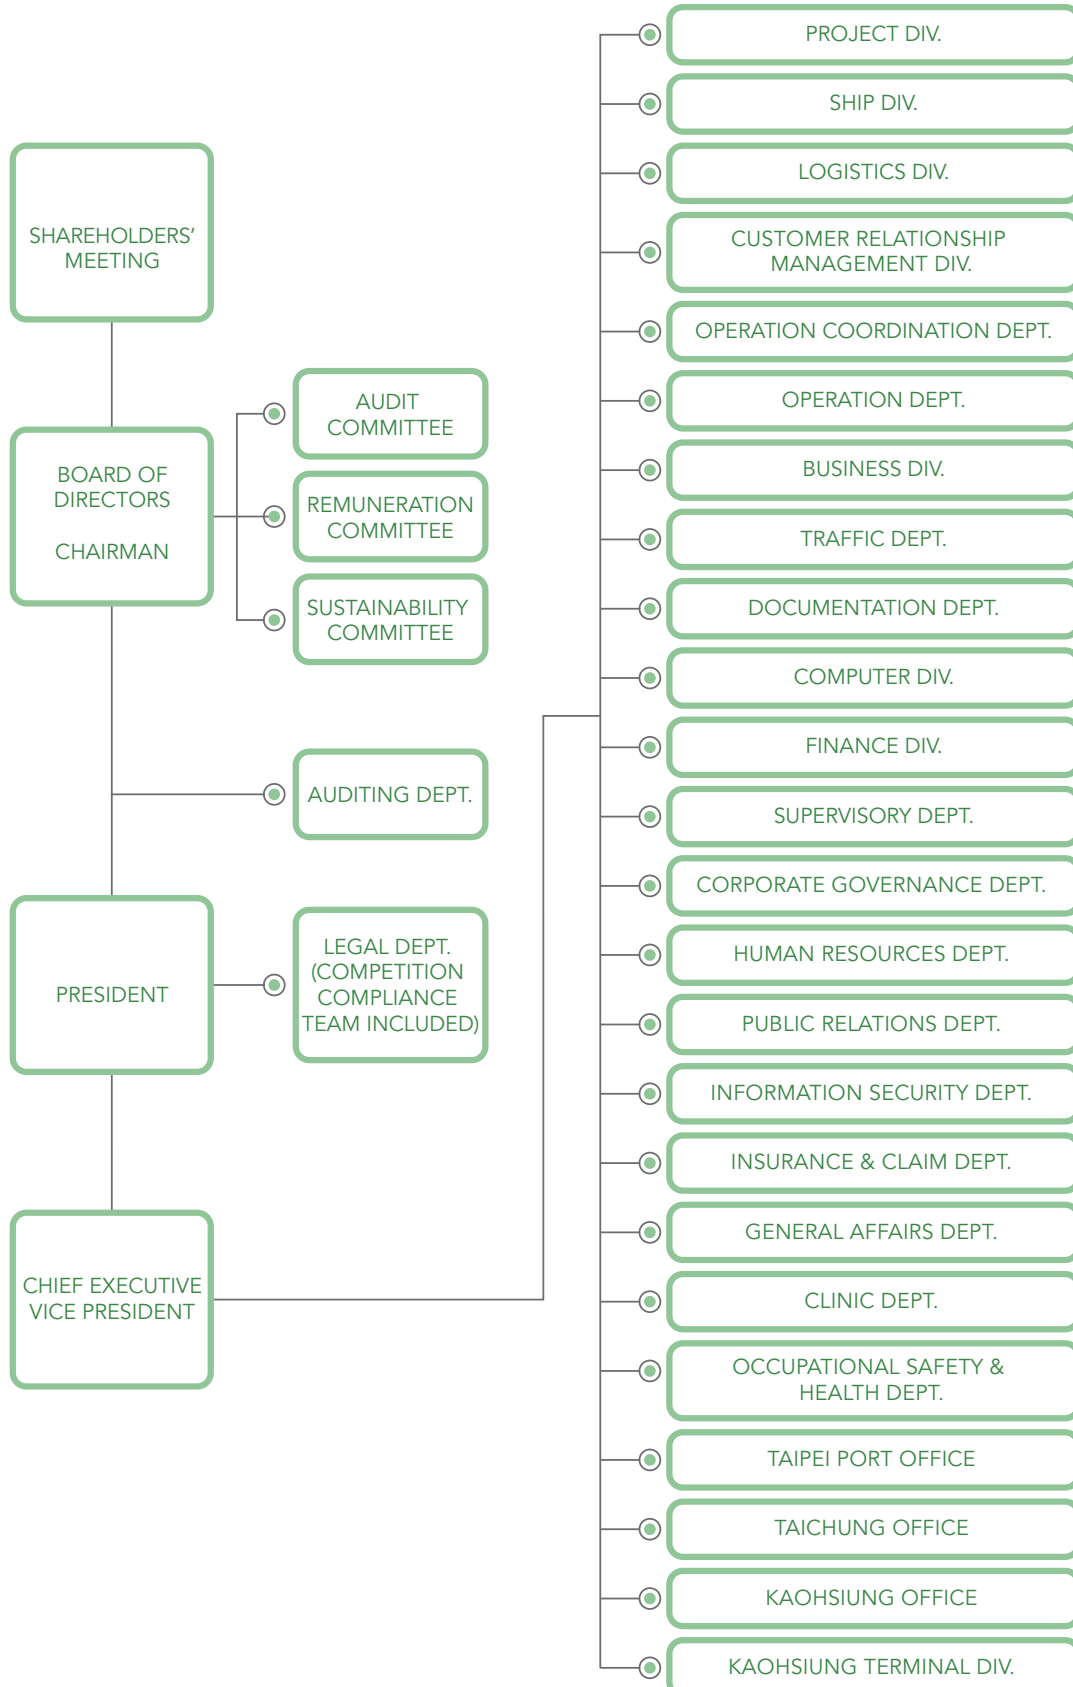 SHAREHOLDERS'
MEETING
BOARD OF
DIRECTORS
CHAIRMAN
AUDIT
COMMITTEE
REMUNERATION
COMMITTEE
SUSTAINABILITY
COMMITTEE
AUDITING DEPT.
PRESIDENT
LEGAL DEPT.
(COMPETITION
COMPLIANCE
TEAM INCLUDED)
CHIEF EXECUTIVE
VICE PRESIDENT
PROJECT DIV.
SHIP DIV.
LOGISTICS DIV.
CUSTOMER RELATIONSHIP
MANAGEMENT DIV.
OPERATION COORDINATION DEPT.
OPERATION DEPT.
BUSINESS DIV.
TRAFFIC DEPT.
DOCUMENTATION DEPT.
COMPUTER DIV.
FINANCE DIV.
SUPERVISORY DEPT.
CORPORATE GOVERNANCE DEPT.
HUMAN RESOURCES DEPT.
PUBLIC RELATIONS DEPT.
INFORMATION SECURITY DEPT.
INSURANCE & CLAIM DEPT.
GENERAL AFFAIRS DEPT.
CLINIC DEPT.
OCCUPATIONAL SAFETY &
HEALTH DEPT.
TAIPEI PORT OFFICE
TAICHUNG OFFICE
KAOHSIUNG OFFICE
KAOHSIUNG TERMINAL DIV.